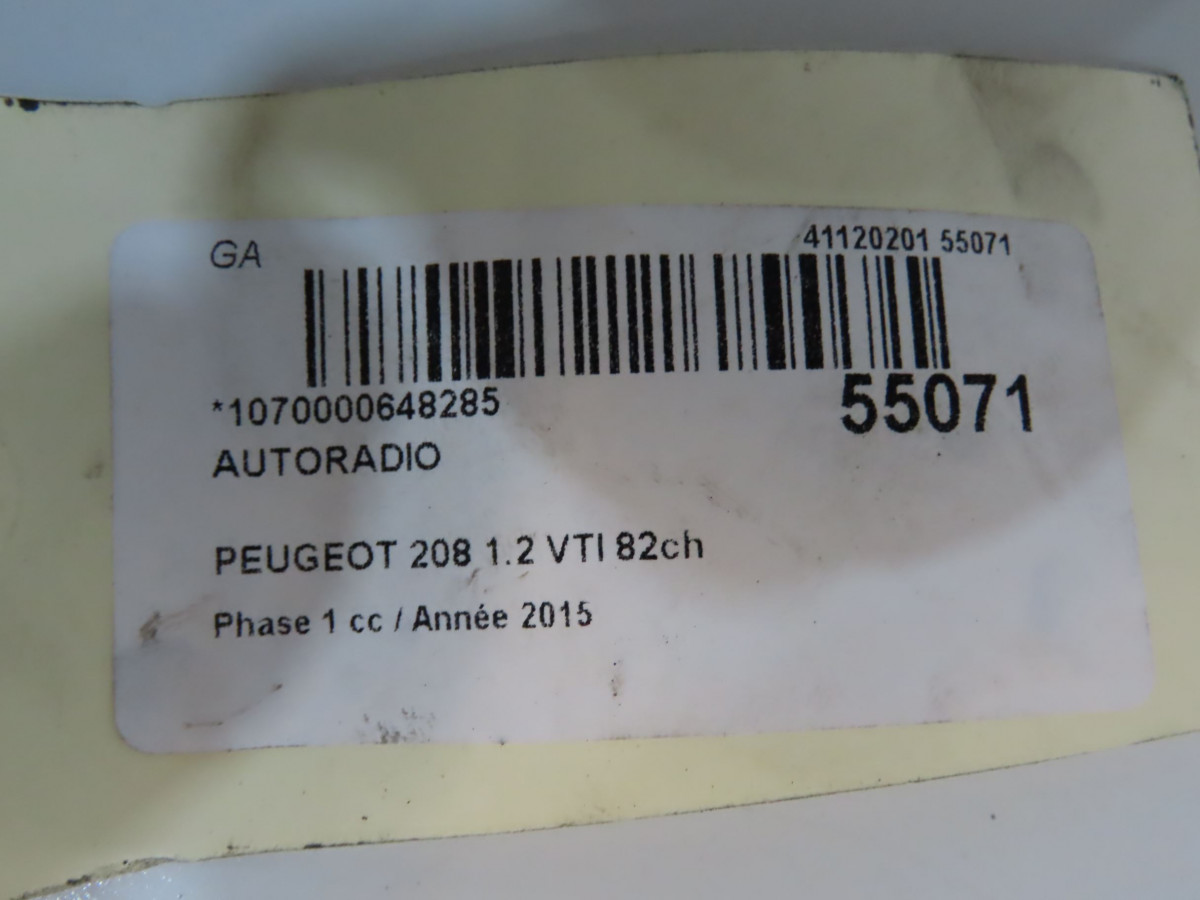 GA
41120201 55071
*1070000648285
55071
AUTORADIO
PEUGEOT 208 1.2 VTI 82ch
Phase 1 cc / Année 2015